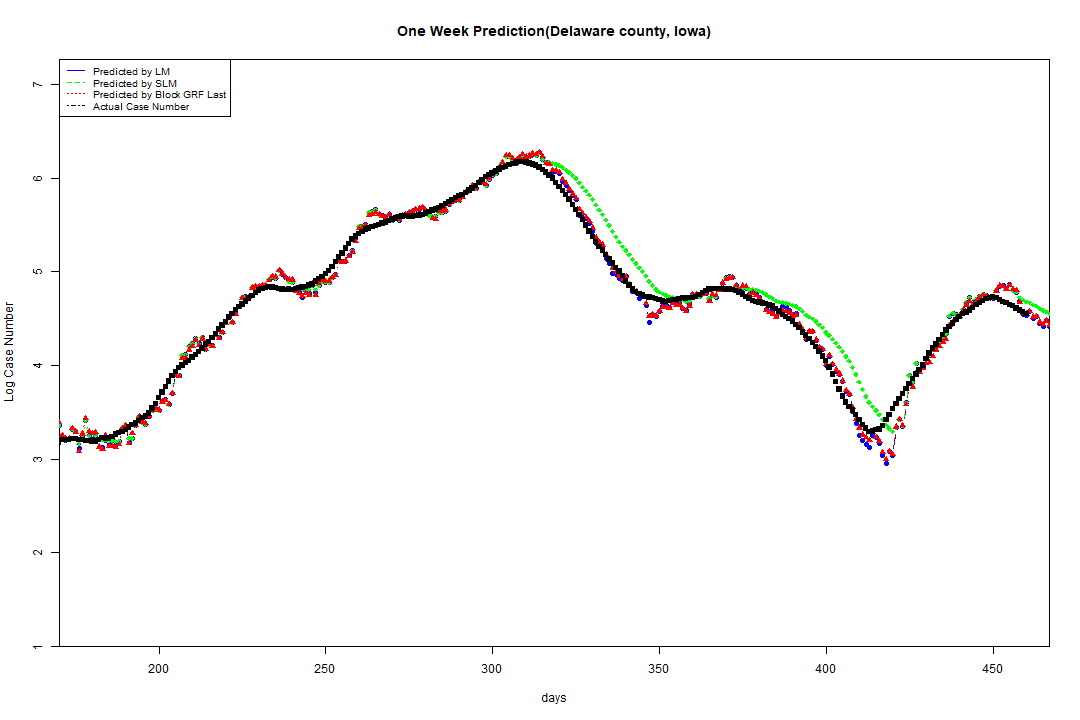 One Week Prediction(Delaware county, Iowa)
Predicted by LM
Predicted by SLM
Predicted by Block GRF Last
Actual Case Number
7
6
5
4
3
2
1
Log Case Number
200 250 300 350 400 450
days